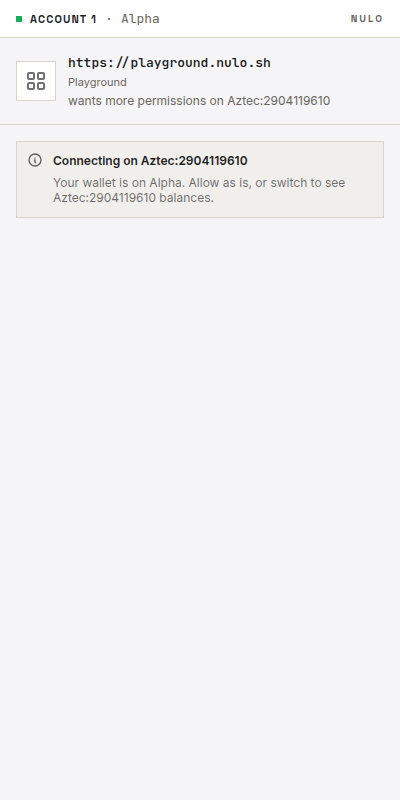 ACCOUNT 1 · Alpha NULO
https://playground.nulo.sh
Playground
wants more permissions on Aztec:2904119610
Connecting on Aztec:2904119610
Your wallet is on Alpha. Allow as is, or switch to see
Aztec:2904119610 balances.